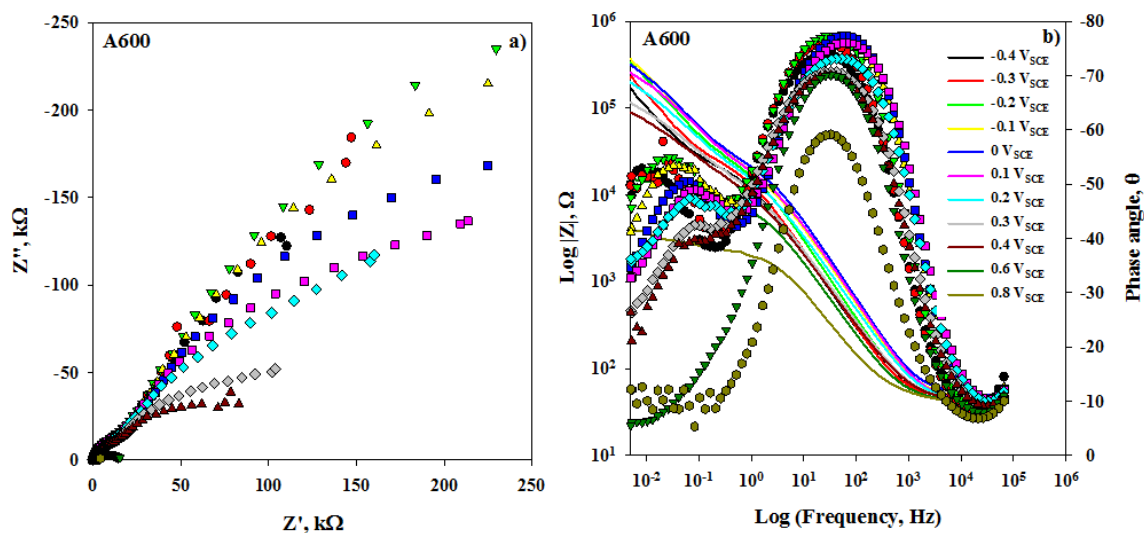 A600
a)
-250
-200
-150
-100
-50
0
0 50 100 150 200 250
Z'', kΩ
Z', kΩ
A600
b)
10⁶
10⁵
10⁴
10³
10²
10¹
Log |Z|, Ω
-80
-70
-60
-50
-40
-30
-20
-10
0
Phase angle, θ
-0.4 V_SCE
-0.3 V_SCE
-0.2 V_SCE
-0.1 V_SCE
0 V_SCE
0.1 V_SCE
0.2 V_SCE
0.3 V_SCE
0.4 V_SCE
0.6 V_SCE
0.8 V_SCE
10⁻² 10⁻¹ 10⁰ 10¹ 10² 10³ 10⁴ 10⁵ 10⁶
Log (Frequency, Hz)